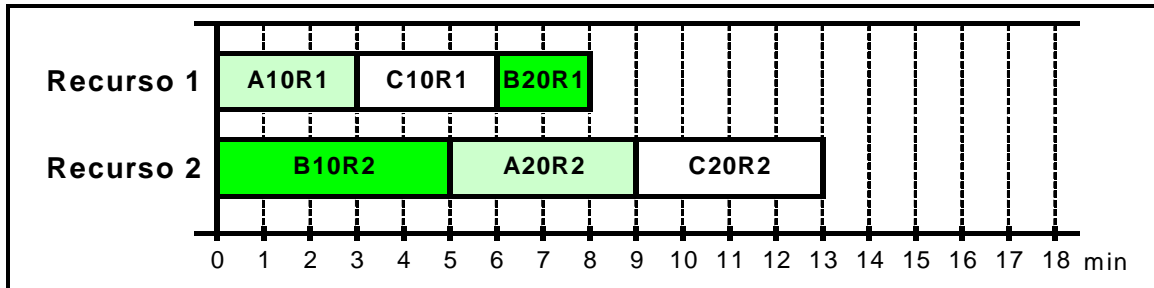 Recurso 1 A10R1 C10R1 B20R1
Recurso 2 B10R2 A20R2 C20R2
0 1 2 3 4 5 6 7 8 9 10 11 12 13 14 15 16 17 18 min